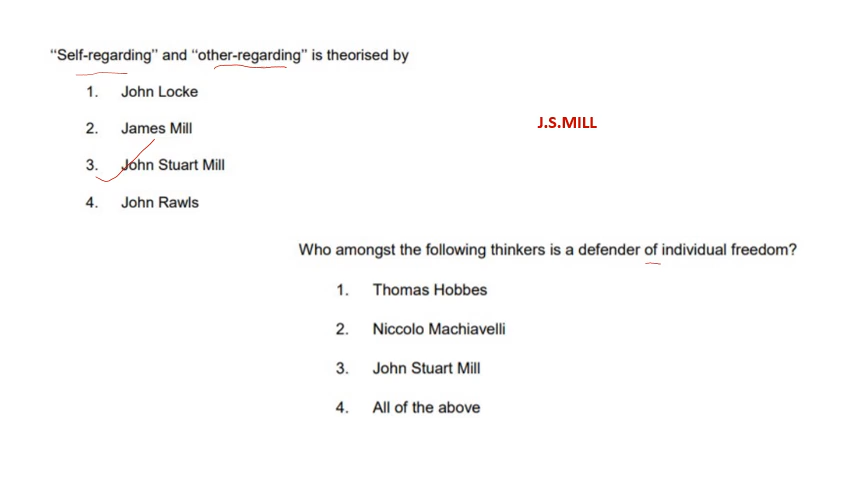 “Self-regarding” and “other-regarding” is theorised by
1. John Locke
2. James Mill
3. John Stuart Mill
4. John Rawls
J.S.MILL
Who amongst the following thinkers is a defender of individual freedom?
1. Thomas Hobbes
2. Niccolo Machiavelli
3. John Stuart Mill
4. All of the above